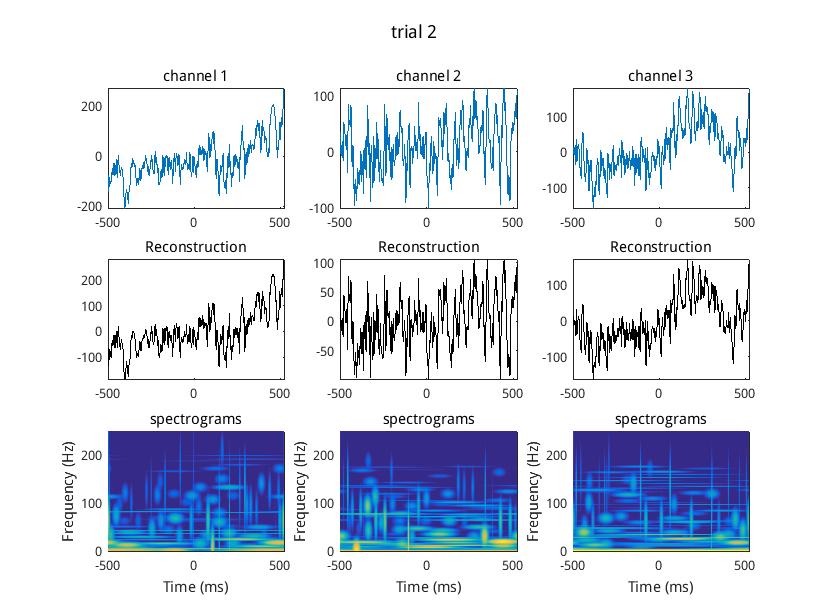 trial 2
channel 1 channel 2 channel 3
200 100 100
0 0 0
-200 -100 -100
-500 0 500 -500 0 500 -500 0 500
Reconstruction Reconstruction Reconstruction
200 100 100
100 50
0 0 0
-100 -50 -100
-500 0 500 -500 0 500 -500 0 500
spectrograms spectrograms spectrograms
Frequency (Hz) Frequency (Hz) Frequency (Hz)
200 200 200
100 100 100
0 0 0
-500 0 500 -500 0 500 -500 0 500
Time (ms) Time (ms) Time (ms)